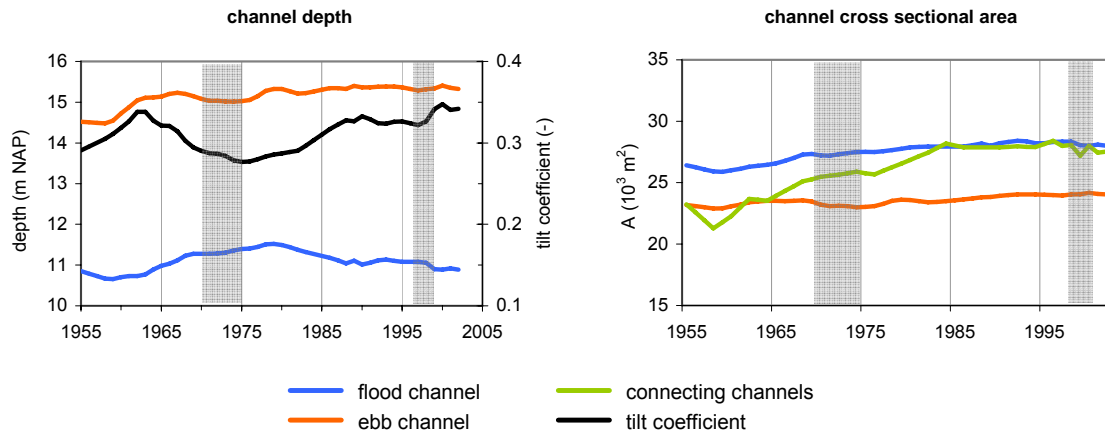 channel depth
channel cross sectional area
depth (m NAP)
16
15
14
13
12
11
10
0.4
0.3
0.2
0.1
tilt coefficient (-)
1955 1965 1975 1985 1995 2005
A (10³ m²)
35
30
25
20
15
1955 1965 1975 1985 1995
flood channel
connecting channels
ebb channel
tilt coefficient